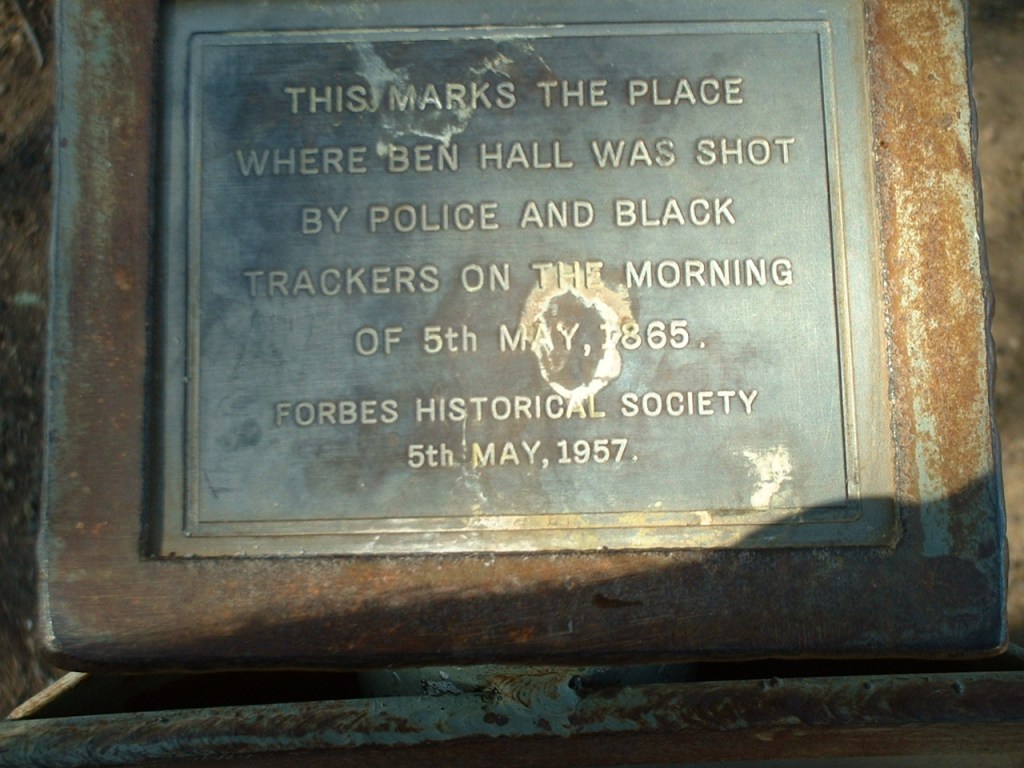 THIS MARKS THE PLACE
WHERE BEN HALL WAS SHOT
BY POLICE AND BLACK
TRACKERS ON THE MORNING
OF 5th MAY, 1865.
FORBES HISTORICAL SOCIETY
5th MAY, 1957.